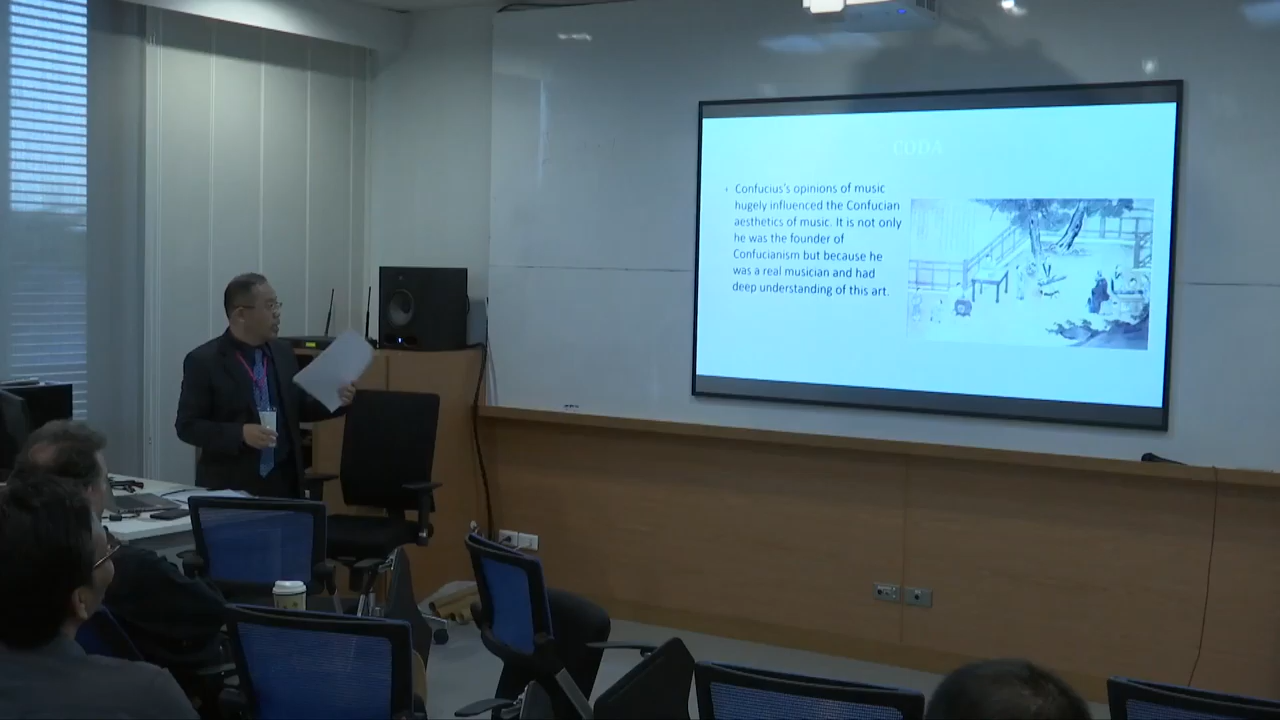 CODA
Confucius's opinions of music
hugely influenced the Confucian
aesthetics of music. It is not only
he was the founder of
Confucianism but because he
was a real musician and had
deep understanding of this art.